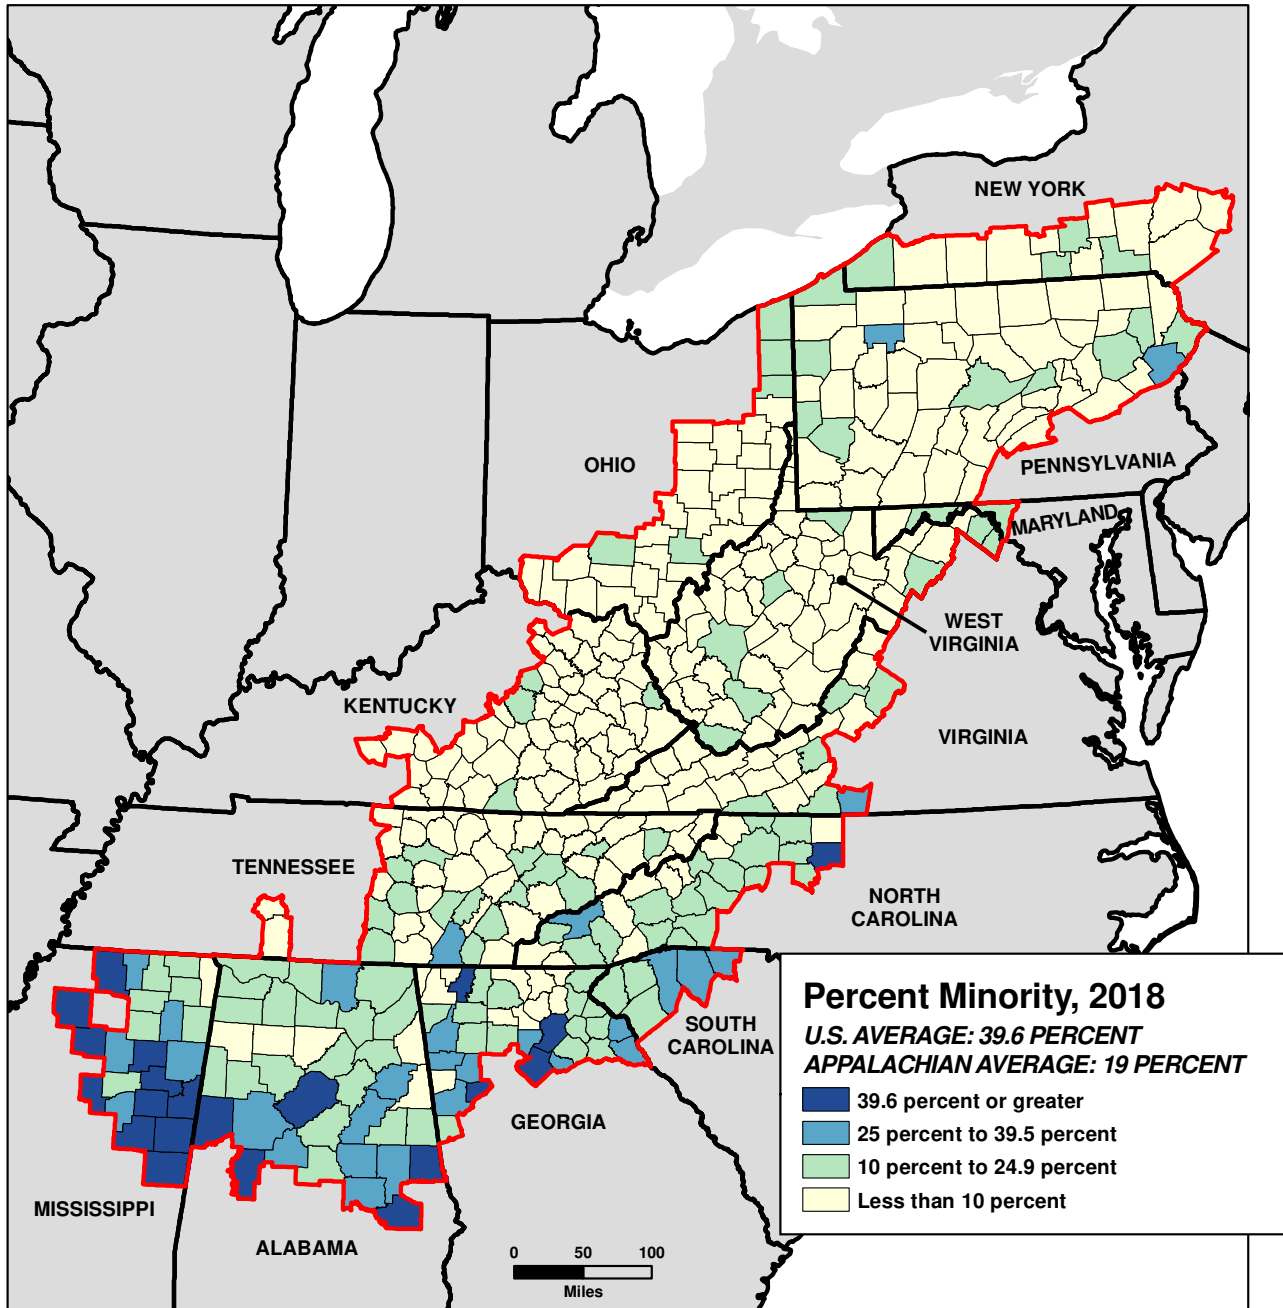 NEW YORK
OHIO
PENNSYLVANIA
MARYLAND
WEST
VIRGINIA
KENTUCKY
VIRGINIA
TENNESSEE
NORTH
CAROLINA
SOUTH
CAROLINA
GEORGIA
MISSISSIPPI
ALABAMA
Percent Minority, 2018
U.S. AVERAGE: 39.6 PERCENT
APPALACHIAN AVERAGE: 19 PERCENT
39.6 percent or greater
25 percent to 39.5 percent
10 percent to 24.9 percent
Less than 10 percent
0 50 100
Miles